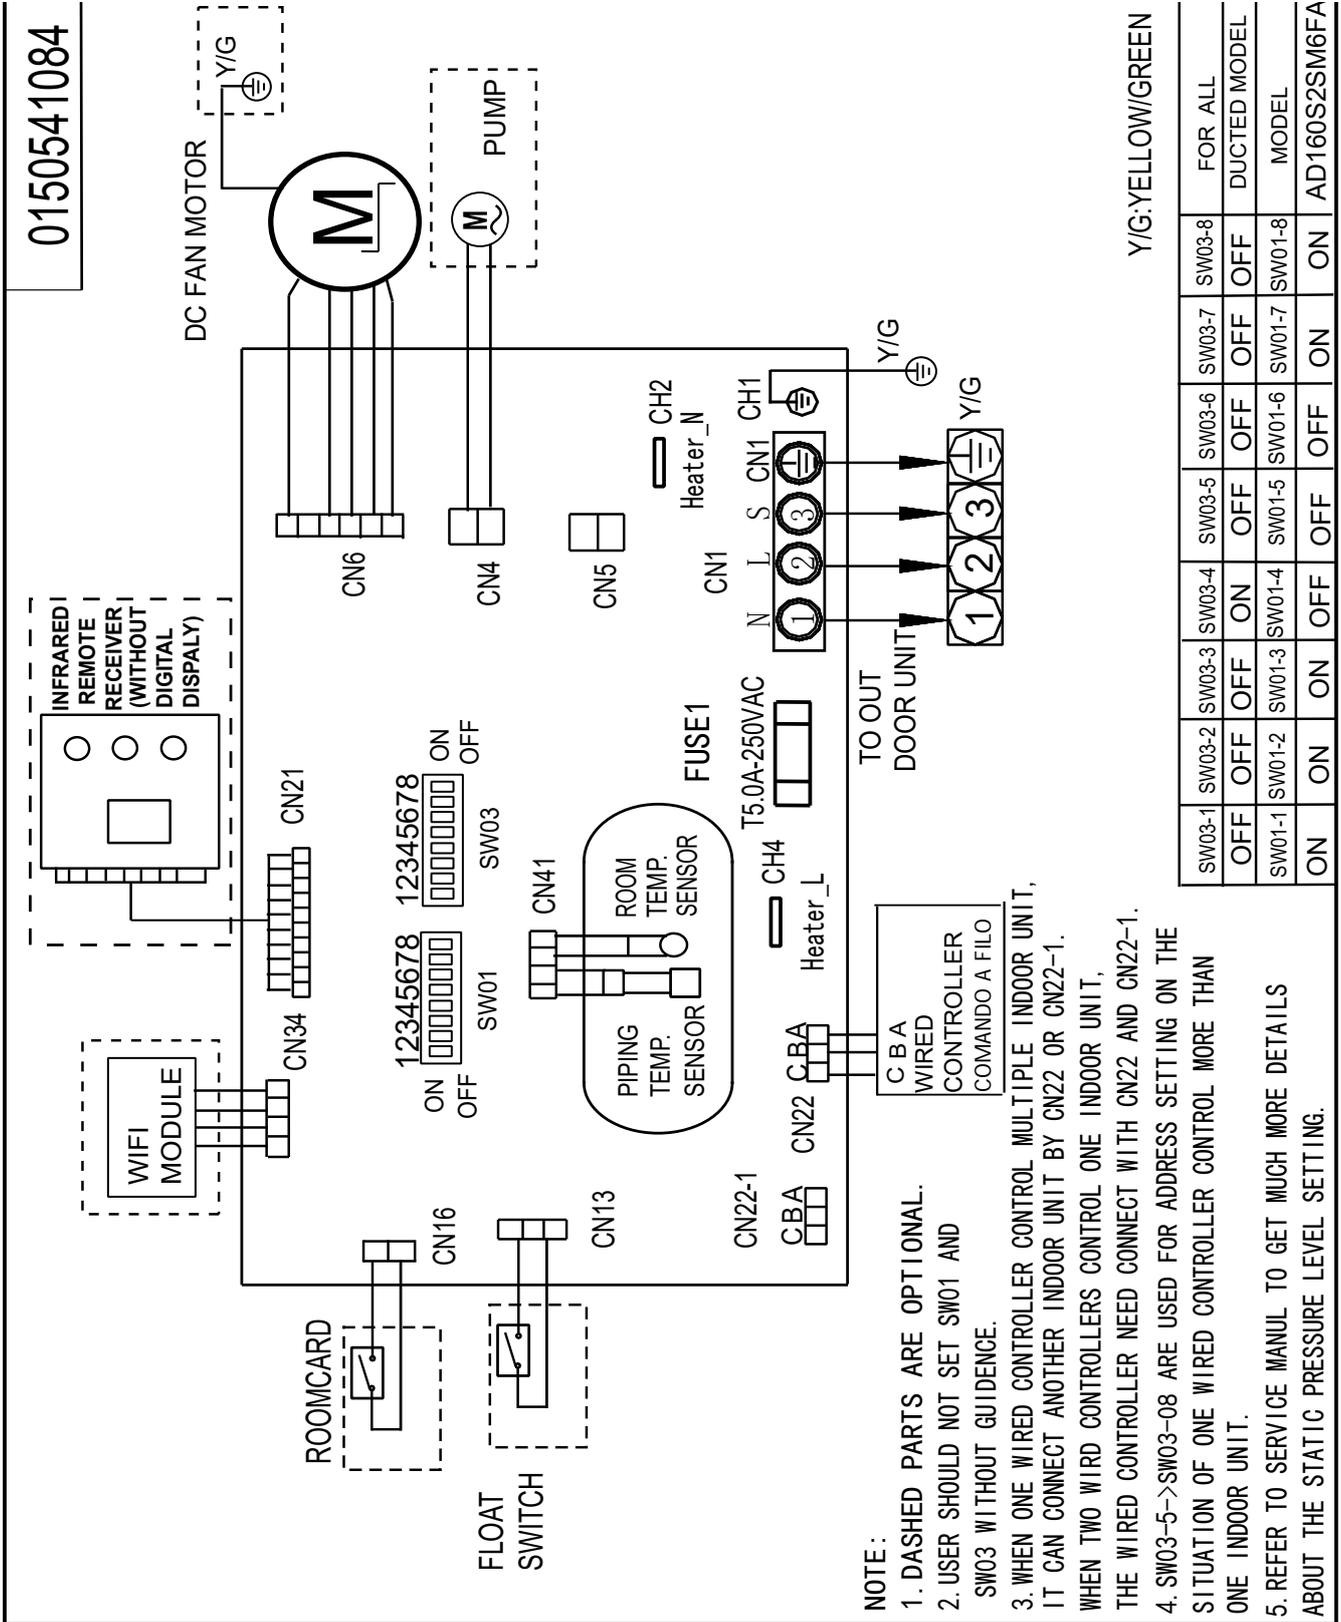 0150541084
Y/G
DC FAN MOTOR
M
PUMP
M
INFRARED
REMOTE
RECEIVER
(WITHOUT
DIGITAL
DISPALY)
WIFI
MODULE
CN34
CN21
CN6
CN4
CN5
ROOMCARD
CN16
FLOAT
SWITCH
CN13
12345678
ON
OFF
SW01
12345678
ON
OFF
SW03
CN41
PIPING
TEMP.
SENSOR
ROOM
TEMP.
SENSOR
FUSE1
T5.0A-250VAC
CH4
Heater_L
CH2
Heater_N
CN1
N L S CN1
CH1
1 2 3
Y/G
TO OUT
DOOR UNIT
1 2 3
Y/G
CN22-1
C B A
CN22
C B A
C B A
WIRED
CONTROLLER
COMANDO A FILO
Y/G:YELLOW/GREEN
NOTE:
1. DASHED PARTS ARE OPTIONAL.
2. USER SHOULD NOT SET SW01 AND
SW03 WITHOUT GUIDENCE.
3. WHEN ONE WIRED CONTROLLER CONTROL MULTIPLE INDOOR UNIT,
IT CAN CONNECT ANOTHER INDOOR UNIT BY CN22 OR CN22-1.
WHEN TWO WIRD CONTROLLERS CONTROL ONE INDOOR UNIT,
THE WIRED CONTROLLER NEED CONNECT WITH CN22 AND CN22-1.
4. SW03-5->SW03-08 ARE USED FOR ADDRESS SETTING ON THE
SITUATION OF ONE WIRED CONTROLLER CONTROL MORE THAN
ONE INDOOR UNIT.
5. REFER TO SERVICE MANUL TO GET MUCH MORE DETAILS
ABOUT THE STATIC PRESSURE LEVEL SETTING.
SW03-1 SW03-2 SW03-3 SW03-4 SW03-5 SW03-6 SW03-7 SW03-8 FOR ALL
OFF OFF OFF ON OFF OFF OFF OFF DUCTED MODEL
SW01-1 SW01-2 SW01-3 SW01-4 SW01-5 SW01-6 SW01-7 SW01-8 MODEL
ON ON ON OFF OFF OFF ON ON AD160S2SM6FA